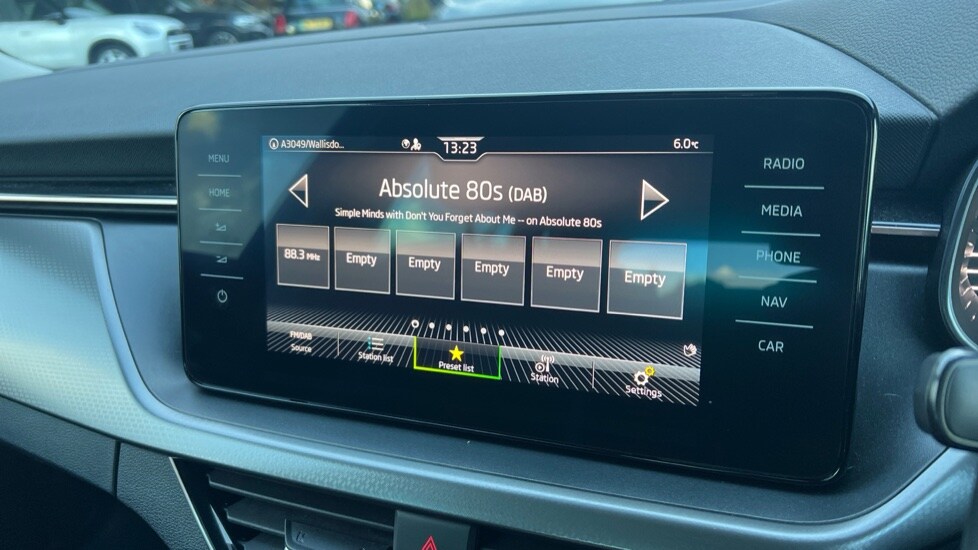 A3049/Wallisdo... 13:23 6.0°C
MENU
HOME
RADIO
MEDIA
PHONE
NAV
CAR
Absolute 80s (DAB)
Simple Minds with Don't You Forget About Me -- on Absolute 80s
88.3 MHz Empty Empty Empty Empty Empty
FM/DAB
Source Station list Preset list Station Settings